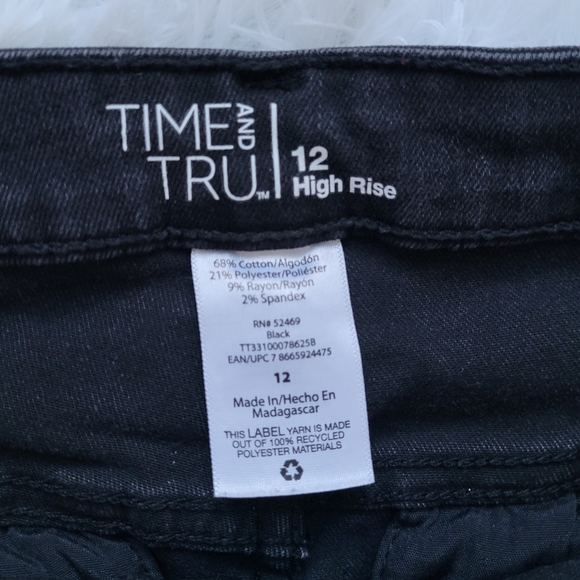 TIME AND
TRU™
12
High Rise
68% Cotton/Algodón
21% Polyester/Poliéster
9% Rayon/Rayón
2% Spandex
RN# 52469
Black
TT33100078625B
EAN/UPC 7 8665924475
12
Made In/Hecho En
Madagascar
THIS LABEL YARN IS MADE
OUT OF 100% RECYCLED
POLYESTER MATERIALS